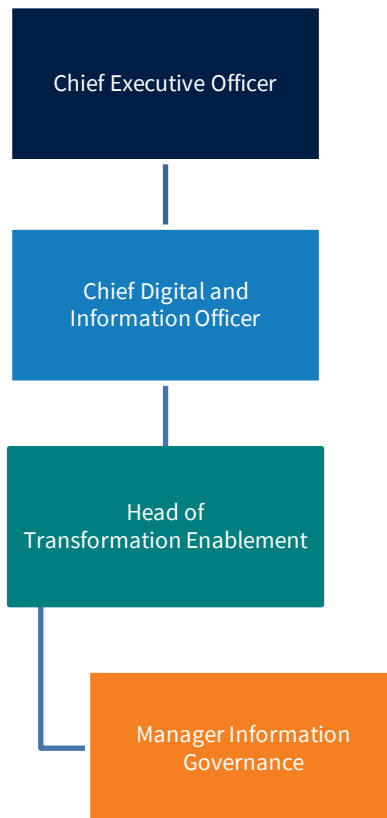 Chief Executive Officer
Chief Digital and
Information Officer
Head of
Transformation Enablement
Manager Information
Governance